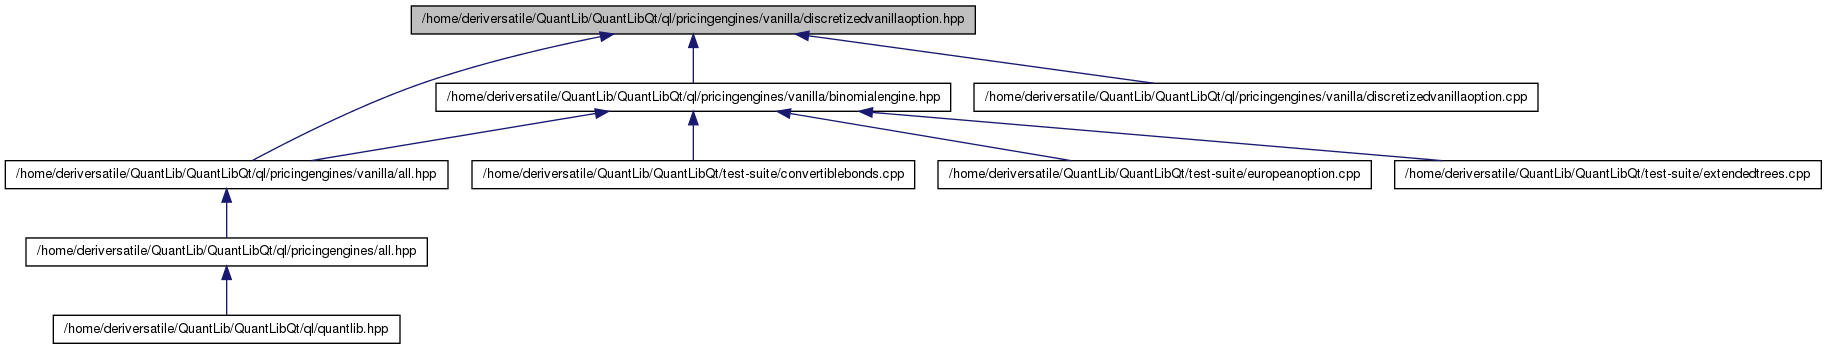 /home/deriversatile/QuantLib/QuantLibQt/ql/pricingengines/vanilla/discretizedvanillaoption.hpp
/home/deriversatile/QuantLib/QuantLibQt/ql/pricingengines/vanilla/binomialengine.hpp
/home/deriversatile/QuantLib/QuantLibQt/ql/pricingengines/vanilla/discretizedvanillaoption.cpp
/home/deriversatile/QuantLib/QuantLibQt/ql/pricingengines/vanilla/all.hpp
/home/deriversatile/QuantLib/QuantLibQt/test-suite/convertiblebonds.cpp
/home/deriversatile/QuantLib/QuantLibQt/test-suite/europeanoption.cpp
/home/deriversatile/QuantLib/QuantLibQt/test-suite/extendedtrees.cpp
/home/deriversatile/QuantLib/QuantLibQt/ql/pricingengines/all.hpp
/home/deriversatile/QuantLib/QuantLibQt/ql/quantlib.hpp